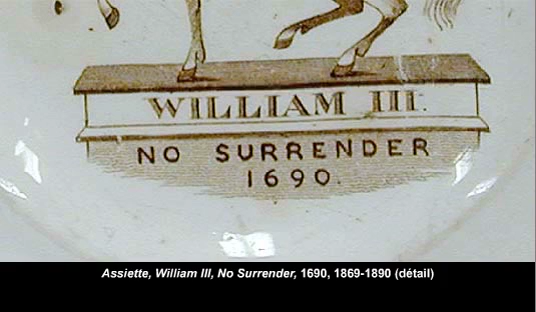 WILLIAM III.
NO SURRENDER
1690.
Assiette, William III, No Surrender, 1690, 1869-1890 (détail)